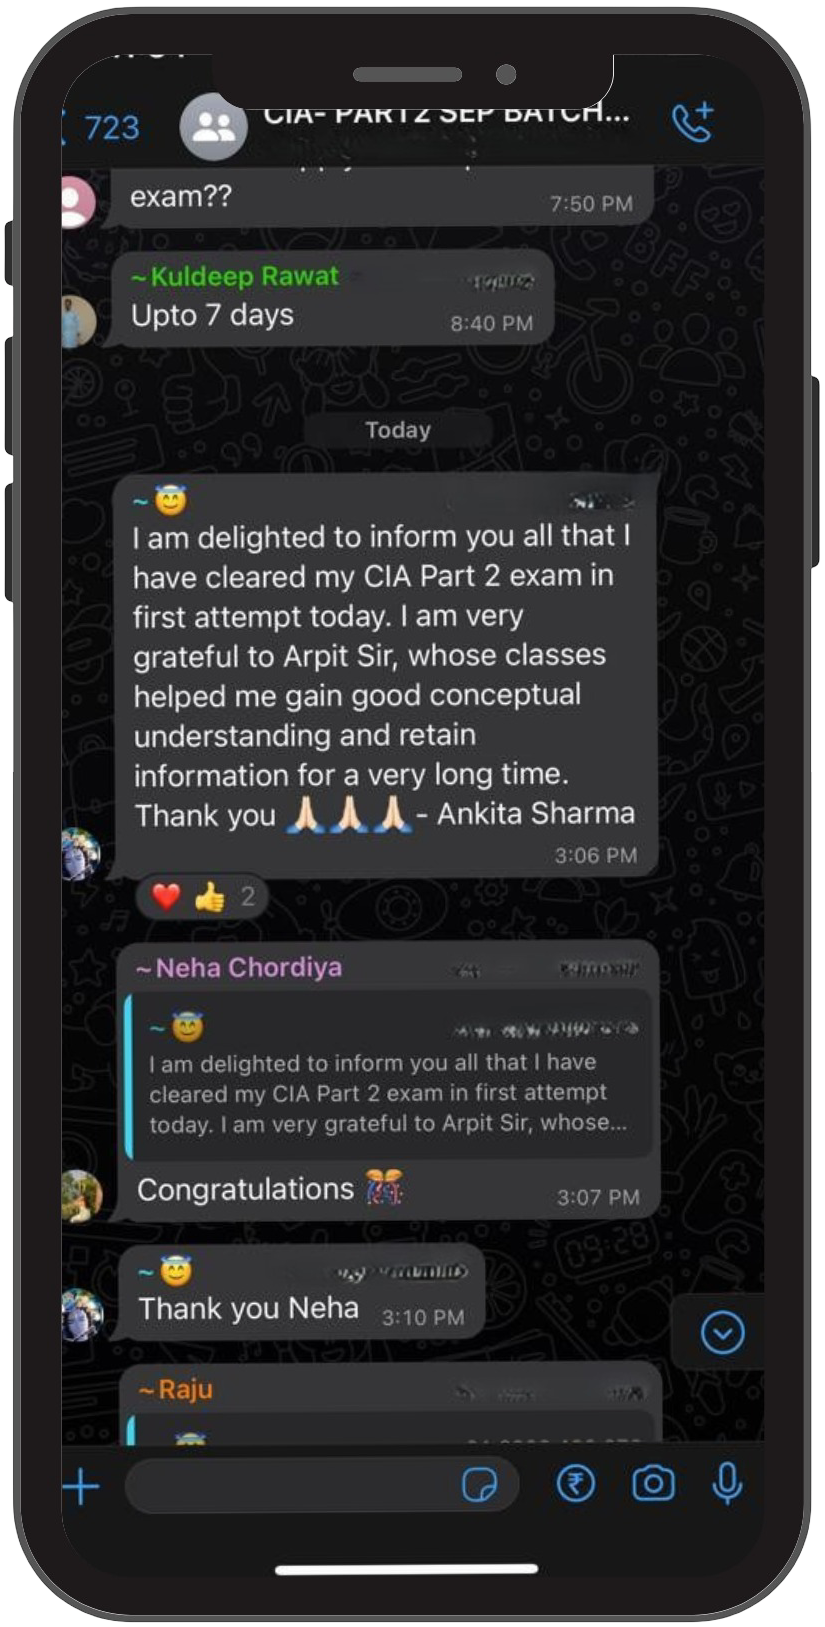 723
CIA- PART2 SEP BATCH...
exam??
7:50 PM
~Kuldeep Rawat
Upto 7 days
8:40 PM
Today
~😇
I am delighted to inform you all that I
have cleared my CIA Part 2 exam in
first attempt today. I am very
grateful to Arpit Sir, whose classes
helped me gain good conceptual
understanding and retain
information for a very long time.
Thank you 🙏🏻🙏🏻🙏🏻- Ankita Sharma
3:06 PM
❤️ 👍 2
~Neha Chordiya
~😇
I am delighted to inform you all that I have
cleared my CIA Part 2 exam in first attempt
today. I am very grateful to Arpit Sir, whose...
Congratulations 🎊
3:07 PM
~😇
Thank you Neha
3:10 PM
~Raju